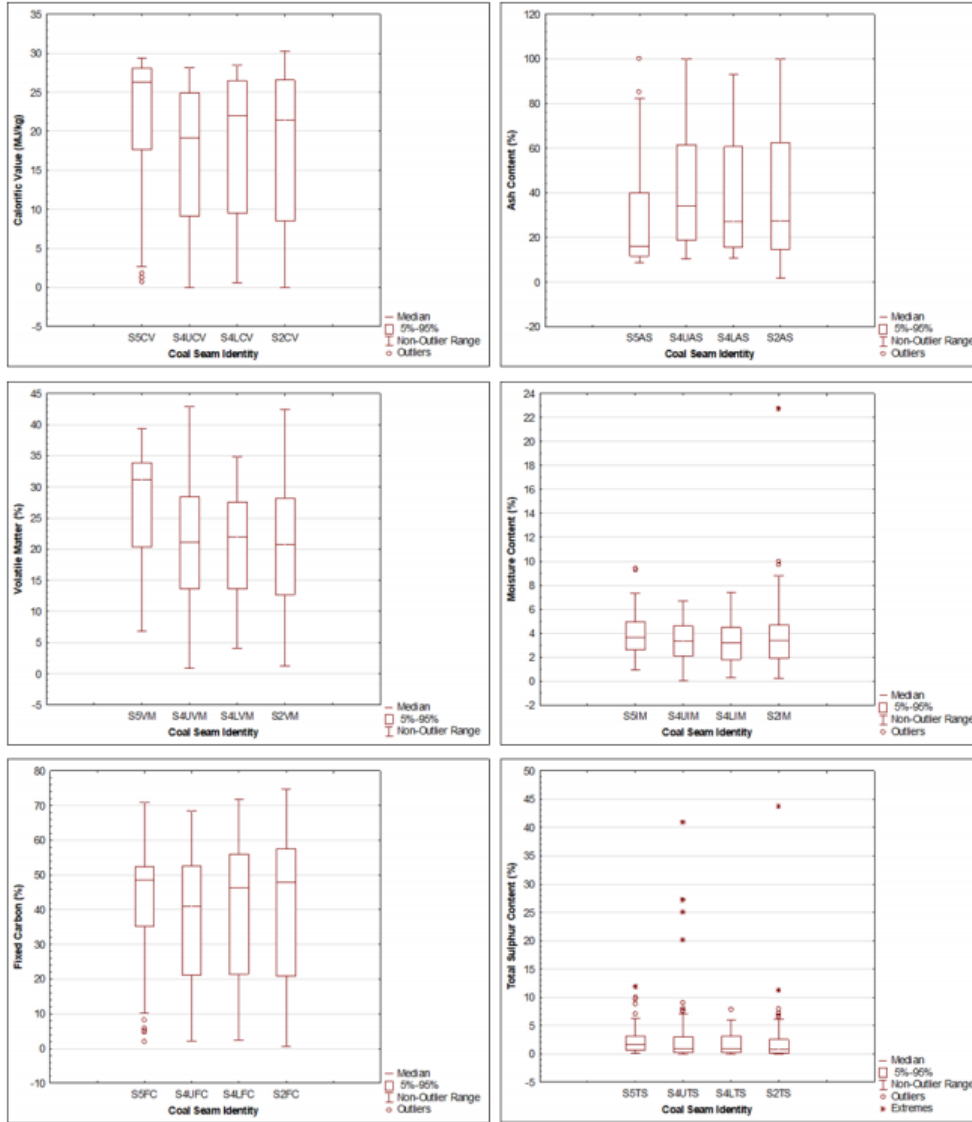 Calorific Value (MJ/kg)
35
30
25
20
15
10
5
0
-5
S5CV S4UCV S4LCV S2CV
Coal Seam Identity
Median
5%-95%
Non-Outlier Range
Outliers
Ash Content (%)
120
100
80
60
40
20
0
-20
S5AS S4UAS S4LAS S2AS
Coal Seam Identity
Median
5%-95%
Non-Outlier Range
Outliers
Volatile Matter (%)
45
40
35
30
25
20
15
10
5
0
-5
S5VM S4UVM S4LVM S2VM
Coal Seam Identity
Median
5%-95%
Non-Outlier Range
Moisture Content (%)
24
22
20
18
16
14
12
10
8
6
4
2
0
-2
S5IM S4UIM S4LIM S2IM
Coal Seam Identity
Median
5%-95%
Non-Outlier Range
Outliers
Fixed Carbon (%)
80
70
60
50
40
30
20
10
0
-10
S5FC S4UFC S4LFC S2FC
Coal Seam Identity
Median
5%-95%
Non-Outlier Range
Outliers
Total Sulphur Content (%)
50
45
40
35
30
25
20
15
10
5
0
-5
S5TS S4UTS S4LTS S2TS
Coal Seam Identity
Median
5%-95%
Non-Outlier Range
Outliers
Extremes